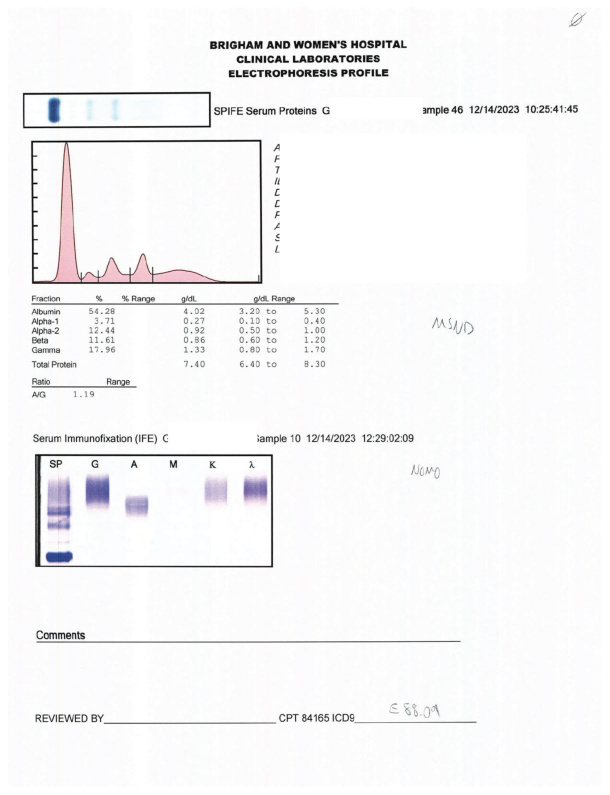 BRIGHAM AND WOMEN'S HOSPITAL
CLINICAL LABORATORIES
ELECTROPHORESIS PROFILE
SPIFE Serum Proteins G ample 46 12/14/2023 10:25:41:45
A
F
T
IL
D
D
F
A
S
L
Fraction % % Range g/dL g/dL Range
Albumin 54.28 4.02 3.20 to 5.30
Alpha-1 3.71 0.27 0.10 to 0.40
Alpha-2 12.44 0.92 0.50 to 1.00
Beta 11.61 0.86 0.60 to 1.20
Gamma 17.96 1.33 0.80 to 1.70
Total Protein 7.40 6.40 to 8.30
MSND
Ratio Range
A/G 1.19
Serum Immunofixation (IFE) G ample 10 12/14/2023 12:29:02:09
SP G A M K λ
NOMO
Comments
REVIEWED BY CPT 84165 ICD9 E88.09